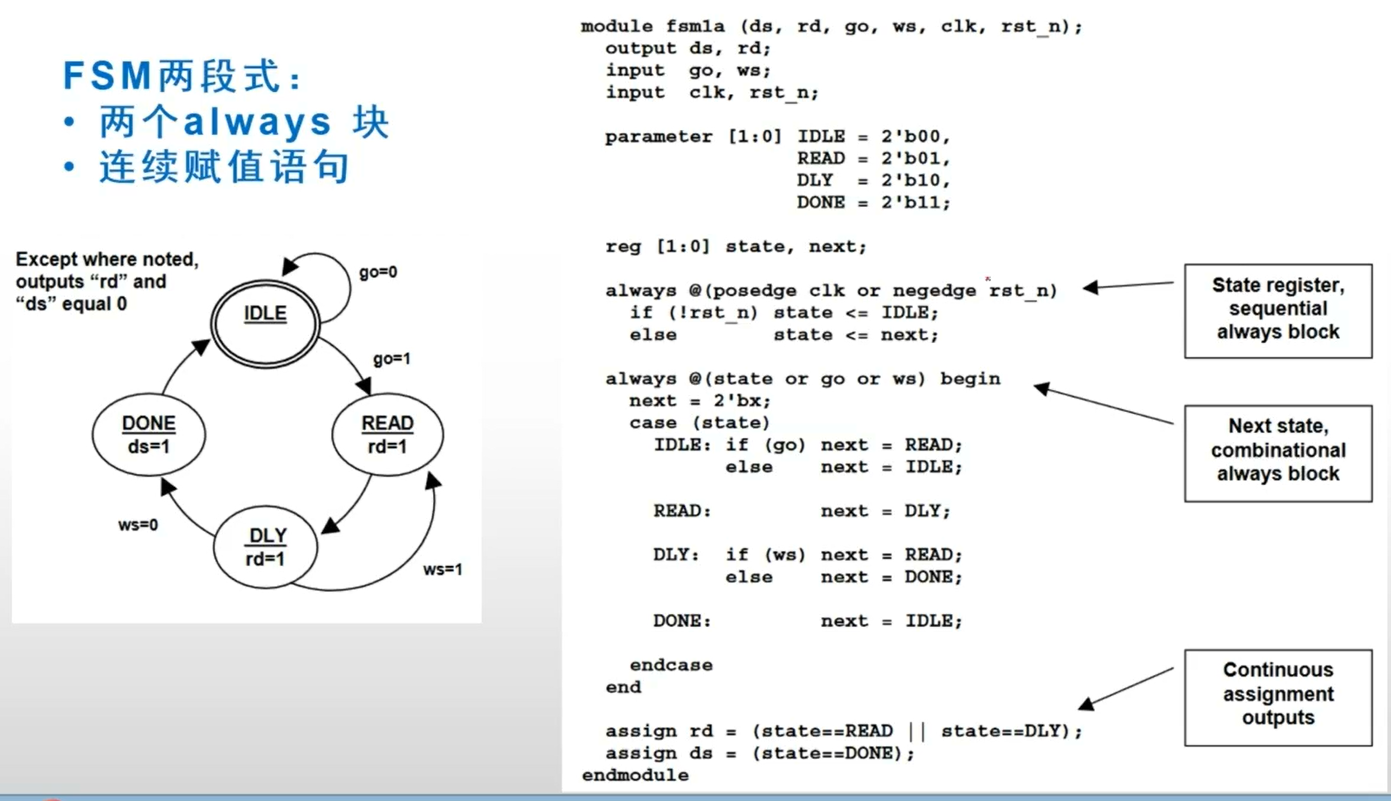 FSM两段式：
• 两个always 块
• 连续赋值语句
Except where noted,
outputs “rd” and
“ds” equal 0
go=0
IDLE
go=1
DONE
ds=1
READ
rd=1
ws=0
DLY
rd=1
ws=1
module fsm1a (ds, rd, go, ws, clk, rst_n);
output ds, rd;
input go, ws;
input clk, rst_n;
parameter [1:0] IDLE = 2'b00,
READ = 2'b01,
DLY = 2'b10,
DONE = 2'b11;
reg [1:0] state, next;
always @(posedge clk or negedge rst_n)
if (!rst_n) state <= IDLE;
else state <= next;
always @(state or go or ws) begin
next = 2'bx;
case (state)
IDLE: if (go) next = READ;
else next = IDLE;
READ: next = DLY;
DLY: if (ws) next = READ;
else next = DONE;
DONE: next = IDLE;
endcase
end
assign rd = (state==READ || state==DLY);
assign ds = (state==DONE);
endmodule
State register,
sequential
always block
Next state,
combinational
always block
Continuous
assignment
outputs